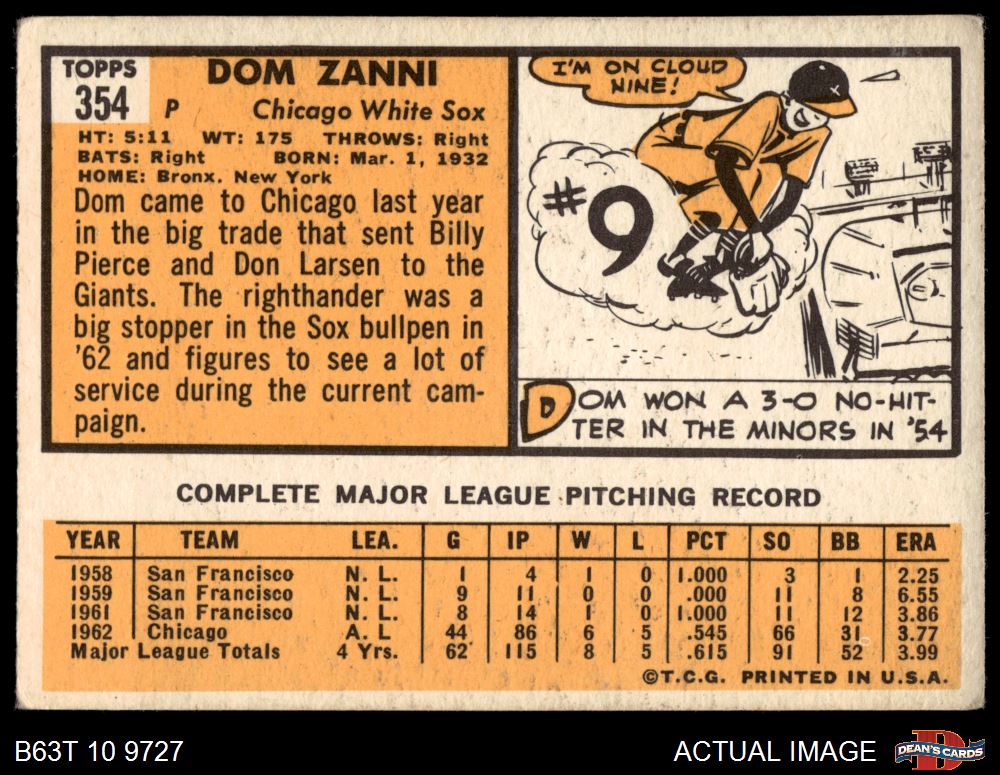 TOPPS
354
DOM ZANNI
P Chicago White Sox
HT: 5:11 WT: 175 THROWS: Right
BATS: Right BORN: Mar. 1, 1932
HOME: Bronx. New York
Dom came to Chicago last year
in the big trade that sent Billy
Pierce and Don Larsen to the
Giants. The righthander was a
big stopper in the Sox bullpen in
'62 and figures to see a lot of
service during the current cam-
paign.
I'M ON CLOUD
NINE!
X
#9
DOM WON A 3-0 NO-HIT-
TER IN THE MINORS IN '54
COMPLETE MAJOR LEAGUE PITCHING RECORD
YEAR TEAM LEA. G IP W L PCT SO BB ERA
1958 San Francisco N. L. 1 4 1 0 1.000 3 1 2.25
1959 San Francisco N. L. 9 11 0 0 .000 11 8 6.55
1961 San Francisco N. L. 8 14 1 0 1.000 11 12 3.86
1962 Chicago A. L 44 86 6 5 .545 66 31 3.77
Major League Totals 4 Yrs. 62 115 8 5 .615 91 52 3.99
©T.C.G. PRINTED IN U.S.A.
B63T 10 9727
ACTUAL IMAGE
D
DEAN'S CARDS